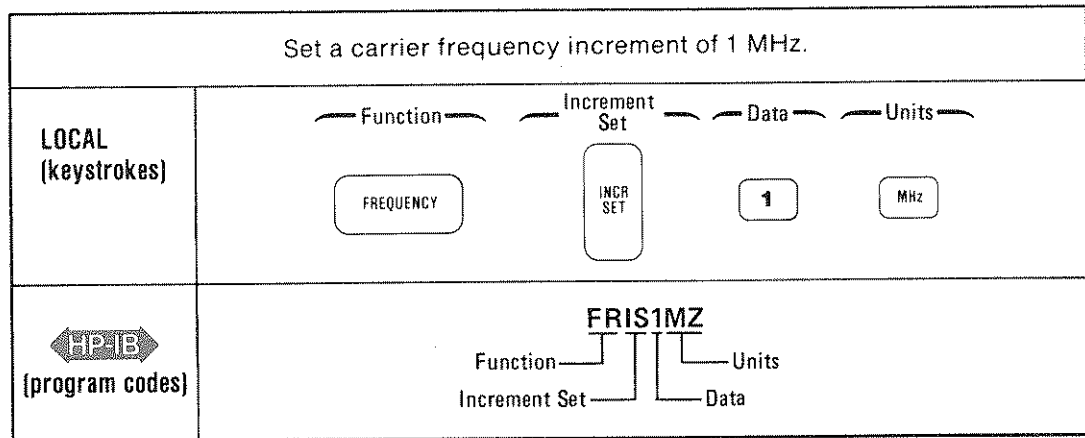 Set a carrier frequency increment of 1 MHz.
LOCAL
(keystrokes)
Function
Increment
Set
Data
Units
FREQUENCY
INCR
SET
1
MHz
HP-IB
(program codes)
FRIS1MZ
Function
Units
Increment Set
Data